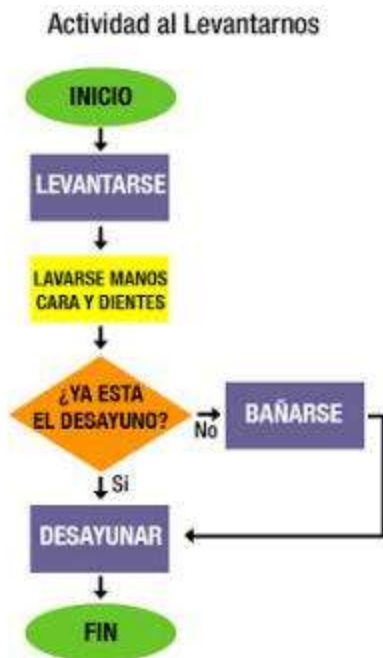 Actividad al Levantarnos
INICIO
LEVANTARSE
LAVARSE MANOS
CARA Y DIENTES
¿YA ESTA
EL DESAYUNO?
No
BAÑARSE
Si
DESAYUNAR
FIN